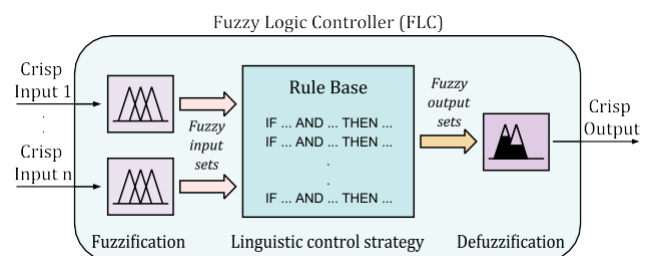 Fuzzy Logic Controller (FLC)
Crisp
Input 1
.
.
Crisp
Input n
Fuzzy
input
sets
Rule Base
IF ... AND ... THEN ...
IF ... AND ... THEN ...
.
.
IF ... AND ... THEN ...
Fuzzy
output
sets
Crisp
Output
Fuzzification
Linguistic control strategy
Defuzzification